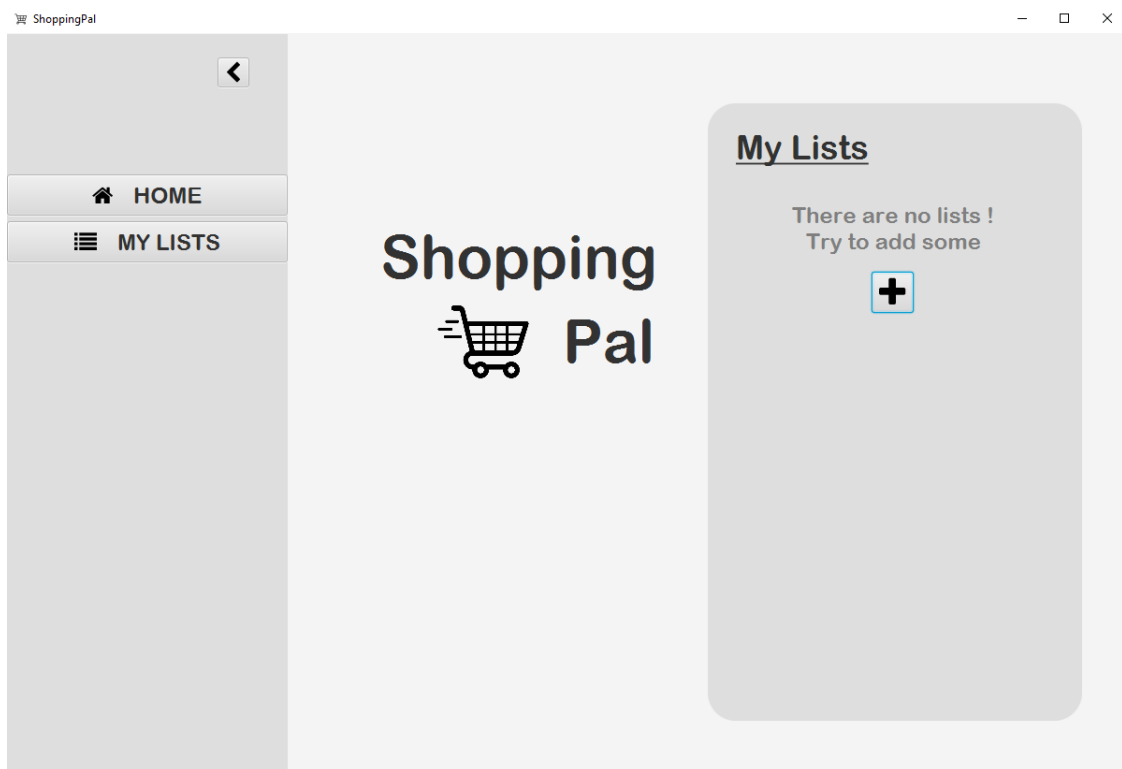 ShoppingPal
HOME
MY LISTS
Shopping
Pal
My Lists
There are no lists !
Try to add some